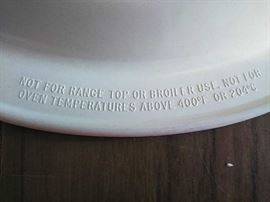 NOT FOR RANGE TOP OR BROILER USE. NOT FOR
OVEN TEMPERATURES ABOVE 400°F OR 204°C